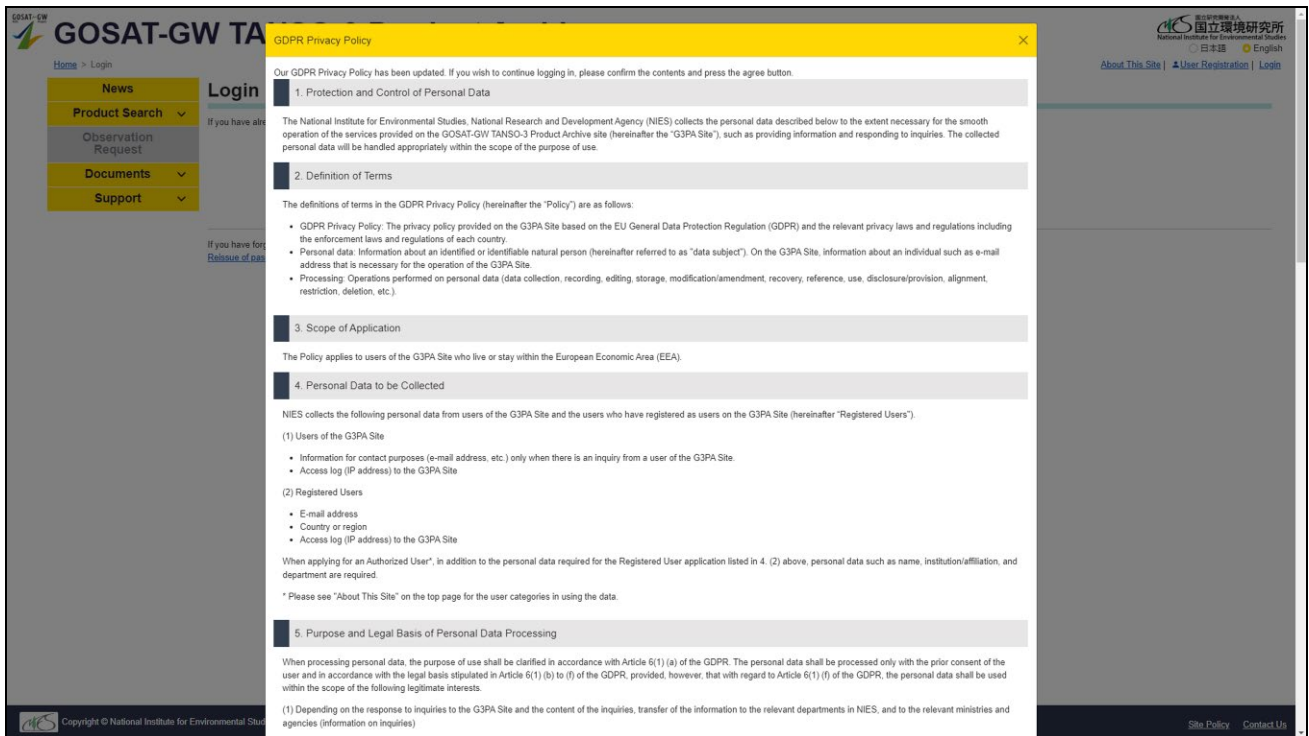 GOSAT-GW
GOSAT-GW TA
国立研究開発法人
国立環境研究所
National Institute for Environmental Studies
日本語 English
Home > Login
About This Site | User Registration | Login
News
Product Search
Observation
Request
Documents
Support
Login
If you have alre
If you have forg
Reissue of pas
GDPR Privacy Policy ×
Our GDPR Privacy Policy has been updated. If you wish to continue logging in, please confirm the contents and press the agree button.
1. Protection and Control of Personal Data
The National Institute for Environmental Studies, National Research and Development Agency (NIES) collects the personal data described below to the extent necessary for the smooth
operation of the services provided on the GOSAT-GW TANSO-3 Product Archive site (hereinafter the “G3PA Site”), such as providing information and responding to inquiries. The collected
personal data will be handled appropriately within the scope of the purpose of use.
2. Definition of Terms
The definitions of terms in the GDPR Privacy Policy (hereinafter the “Policy”) are as follows:
• GDPR Privacy Policy: The privacy policy provided on the G3PA Site based on the EU General Data Protection Regulation (GDPR) and the relevant privacy laws and regulations including
the enforcement laws and regulations of each country.
• Personal data: Information about an identified or identifiable natural person (hereinafter referred to as “data subject”). On the G3PA Site, information about an individual such as e-mail
address that is necessary for the operation of the G3PA Site.
• Processing: Operations performed on personal data (data collection, recording, editing, storage, modification/amendment, recovery, reference, use, disclosure/provision, alignment,
restriction, deletion, etc.).
3. Scope of Application
The Policy applies to users of the G3PA Site who live or stay within the European Economic Area (EEA).
4. Personal Data to be Collected
NIES collects the following personal data from users of the G3PA Site and the users who have registered as users on the G3PA Site (hereinafter “Registered Users”).
(1) Users of the G3PA Site
• Information for contact purposes (e-mail address, etc.) only when there is an inquiry from a user of the G3PA Site.
• Access log (IP address) to the G3PA Site
(2) Registered Users
• E-mail address
• Country or region
• Access log (IP address) to the G3PA Site
When applying for an Authorized User*, in addition to the personal data required for the Registered User application listed in 4. (2) above, personal data such as name, institution/affiliation, and
department are required.
* Please see “About This Site” on the top page for the user categories in using the data.
5. Purpose and Legal Basis of Personal Data Processing
When processing personal data, the purpose of use shall be clarified in accordance with Article 6(1) (a) of the GDPR. The personal data shall be processed only with the prior consent of the
user and in accordance with the legal basis stipulated in Article 6(1) (b) to (f) of the GDPR, provided, however, that with regard to Article 6(1) (f) of the GDPR, the personal data shall be used
within the scope of the following legitimate interests.
(1) Depending on the response to inquiries to the G3PA Site and the content of the inquiries, transfer of the information to the relevant departments in NIES, and to the relevant ministries and
agencies (information on inquiries)
Copyright © National Institute for Environmental Stud
Site Policy Contact Us